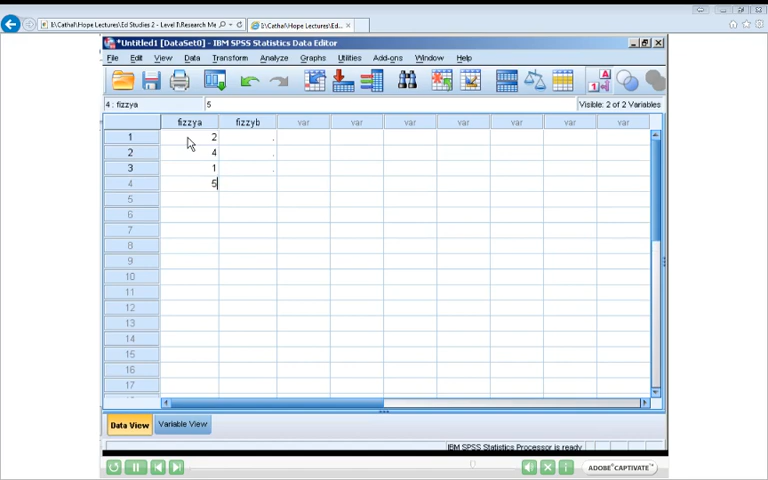 E:\Cathal\Hope Lectures\Ed Studies 2 - Level I\Research Me
E:\Cathal\Hope Lectures\Ed...
*Untitled1 [DataSet0] - IBM SPSS Statistics Data Editor
File Edit View Data Transform Analyze Graphs Utilities Add-ons Window Help
4 : fizzya 5 Visible: 2 of 2 Variables
fizzya fizzyb var var var var var var
1 2 .
2 4 .
3 1 .
4 5
5
6
7
8
9
10
11
12
13
14
15
16
17
Data View Variable View
IBM SPSS Statistics Processor is ready
ADOBE® CAPTIVATE™